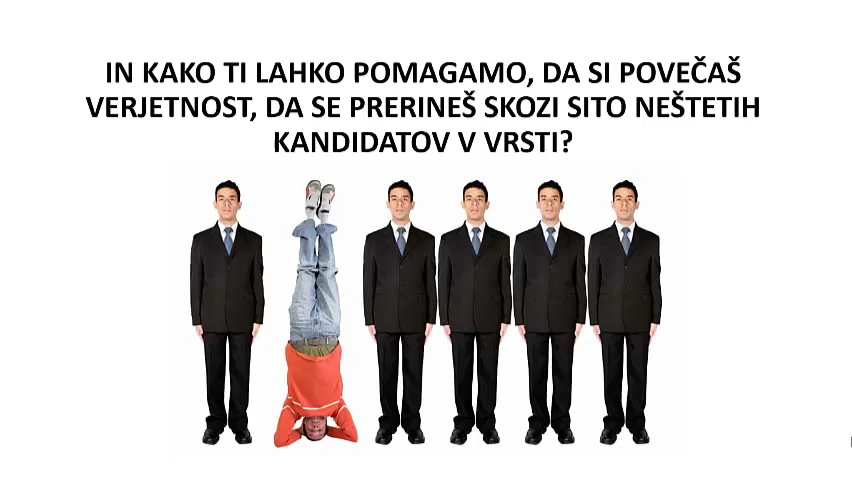 IN KAKO TI LAHKO POMAGAMO, DA SI POVEČAŠ
VERJETNOST, DA SE PRERINEŠ SKOZI SITO NEŠTETIH
KANDIDATOV V VRSTI?